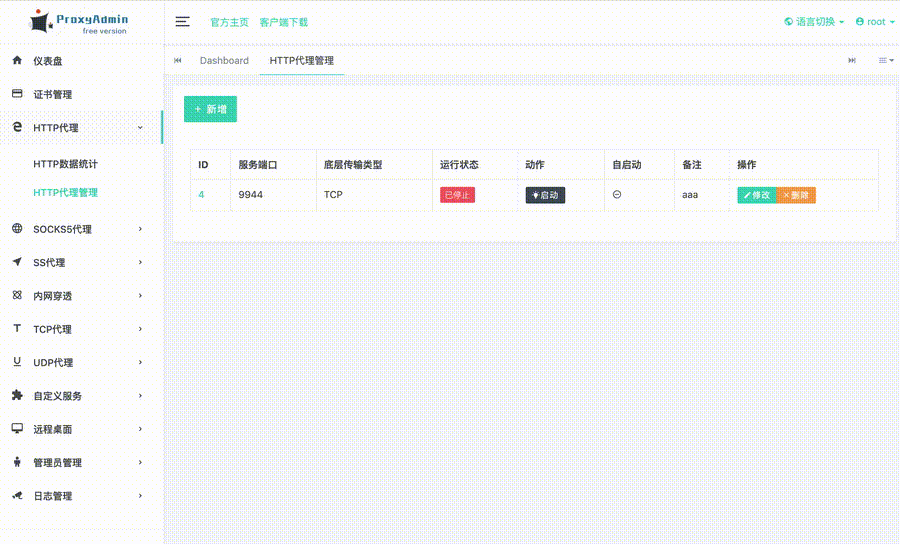 ProxyAdmin
free version
官方主页 客户端下载 语言切换 root
Dashboard HTTP代理管理
仪表盘
证书管理
HTTP代理
HTTP数据统计
HTTP代理管理
SOCKS5代理
SS代理
内网穿透
TCP代理
UDP代理
自定义服务
远程桌面
管理员管理
日志管理
+ 新增
ID 服务端口 底层传输类型 运行状态 动作 自启动 备注 操作
4 9944 TCP 已停止 启动 aaa 修改 删除